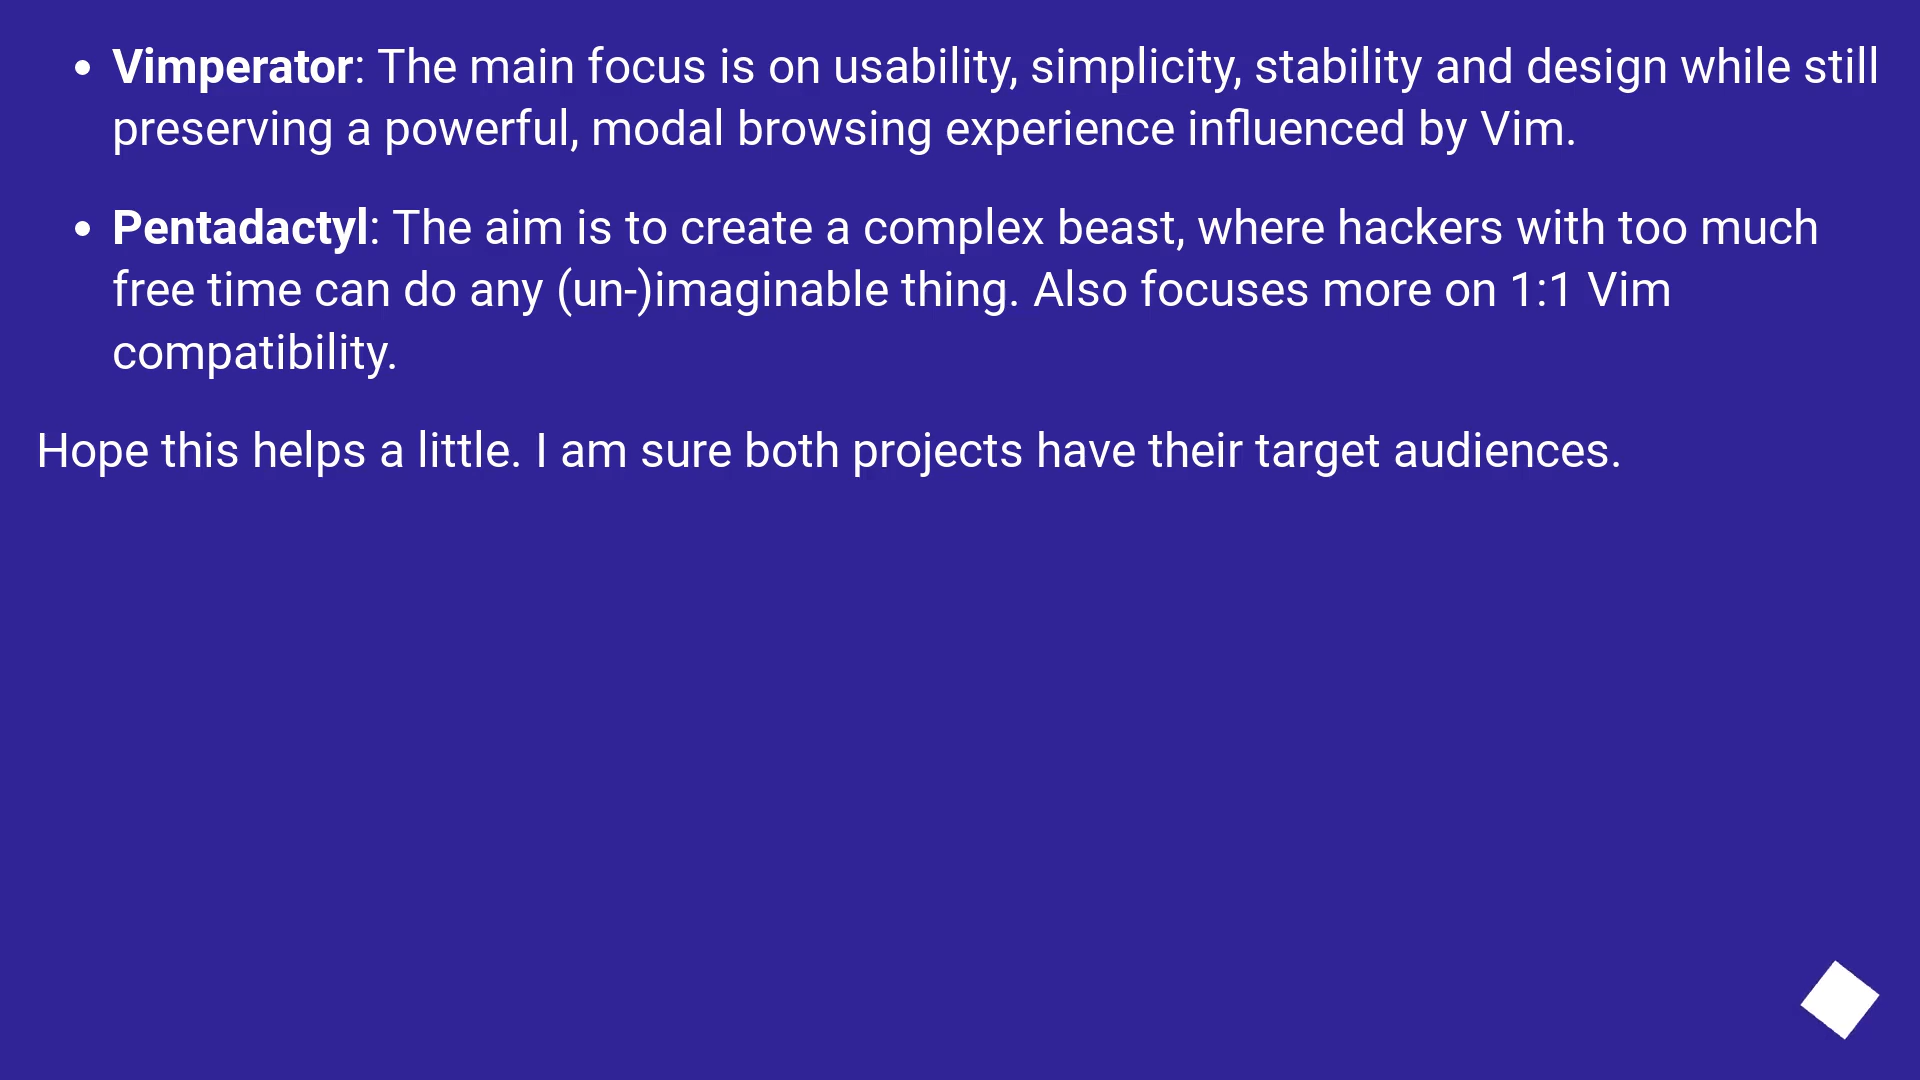 • Vimperator: The main focus is on usability, simplicity, stability and design while still
preserving a powerful, modal browsing experience influenced by Vim.
• Pentadactyl: The aim is to create a complex beast, where hackers with too much
free time can do any (un-)imaginable thing. Also focuses more on 1:1 Vim
compatibility.
Hope this helps a little. I am sure both projects have their target audiences.